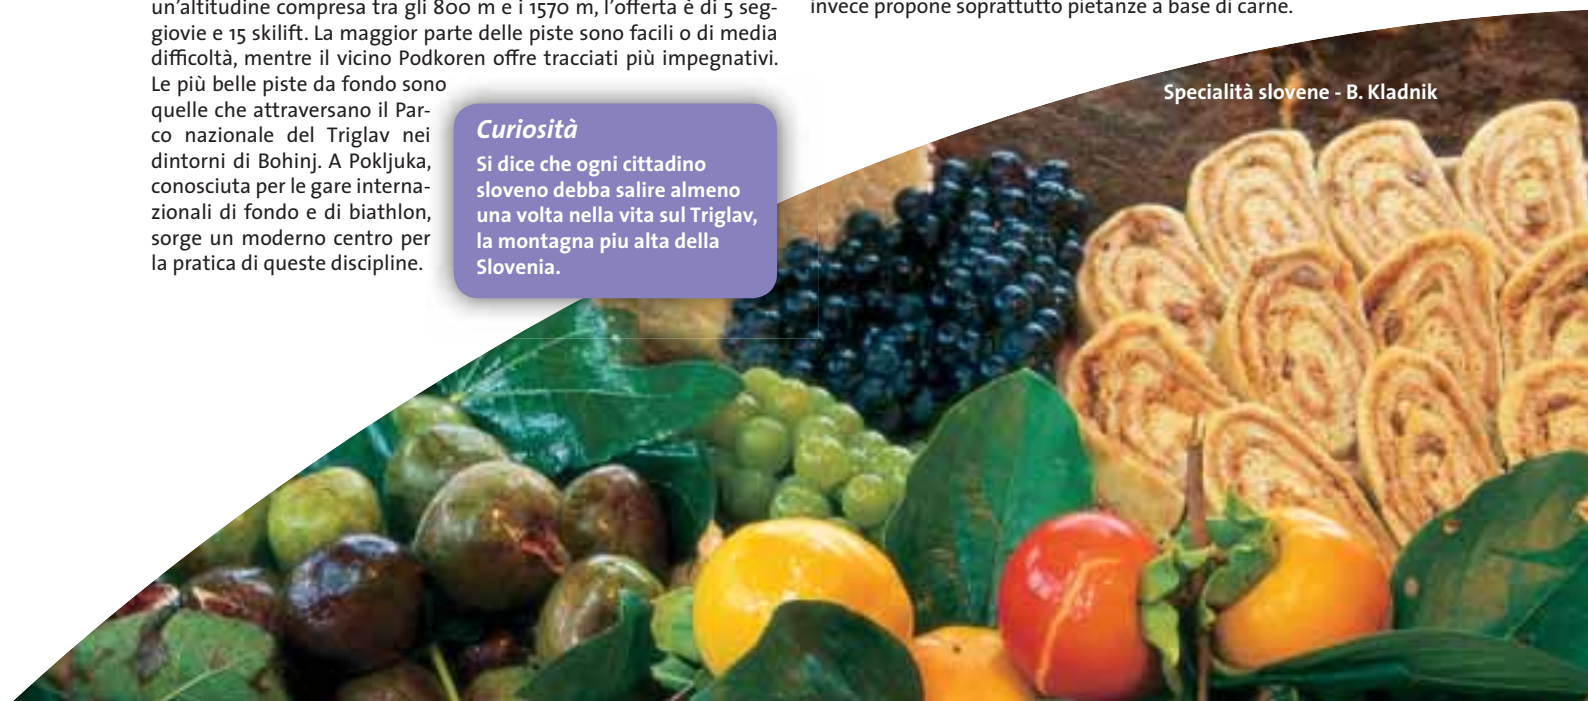 un'altitudine compresa tra gli 800 m e i 1570 m, l'offerta è di 5 seg-
giovie e 15 skilift. La maggior parte delle piste sono facili o di media
difficoltà, mentre il vicino Podkoren offre tracciati più impegnativi.
Le più belle piste da fondo sono
quelle che attraversano il Par-
co nazionale del Triglav nei
dintorni di Bohinj. A Pokljuka,
conosciuta per le gare interna-
zionali di fondo e di biathlon,
sorge un moderno centro per
la pratica di queste discipline.
Curiosità
Si dice che ogni cittadino
sloveno debba salire almeno
una volta nella vita sul Triglav,
la montagna piu alta della
Slovenia.
invece propone soprattutto pietanze a base di carne.
Specialità slovene - B. Kladnik